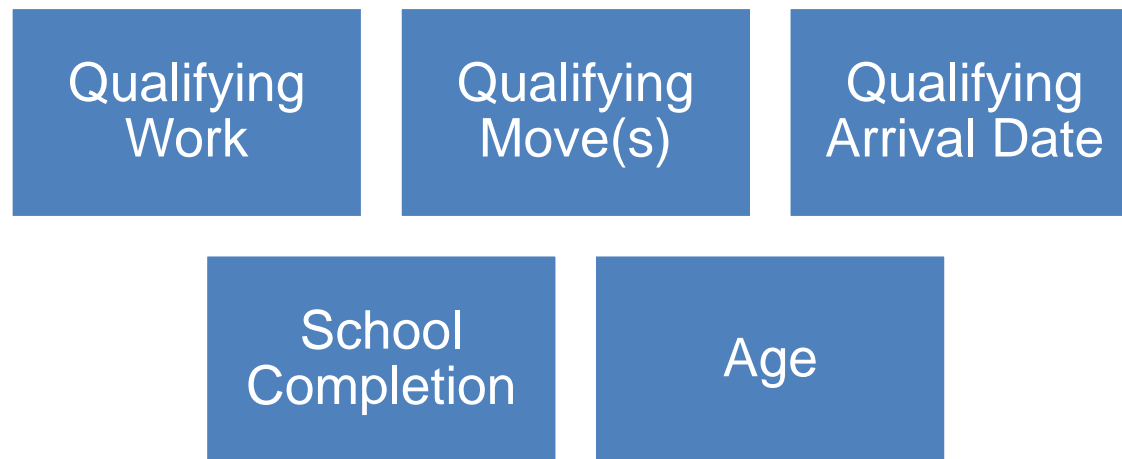 Qualifying
Work
Qualifying
Move(s)
Qualifying
Arrival Date
School
Completion
Age